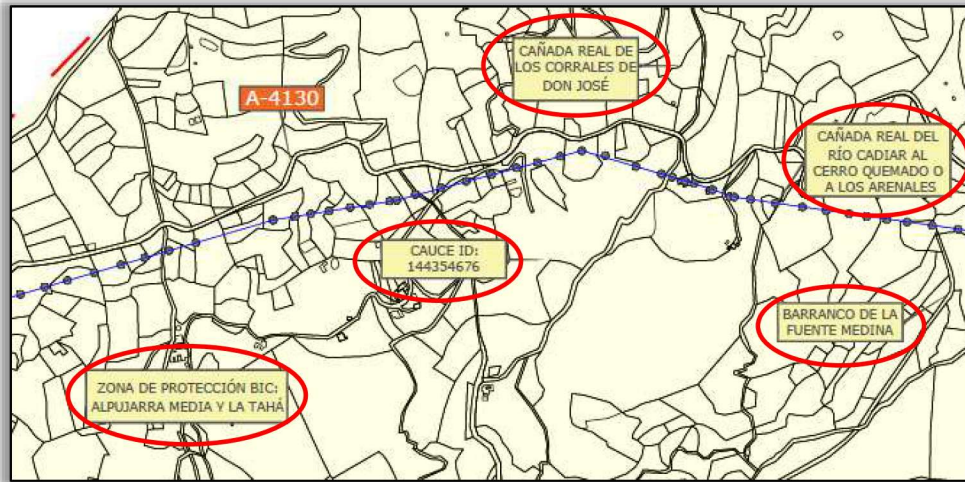 CAÑADA REAL DE
LOS CORRALES DE
DON JOSÉ
A-4130
CAÑADA REAL DEL
RÍO CADIAR AL
CERRO QUEMADO O
A LOS ARENALES
CAUCE ID:
144354676
BARRANCO DE LA
FUENTE MEDINA
ZONA DE PROTECCIÓN BIC:
ALPUJARRA MEDIA Y LA TAHÁ